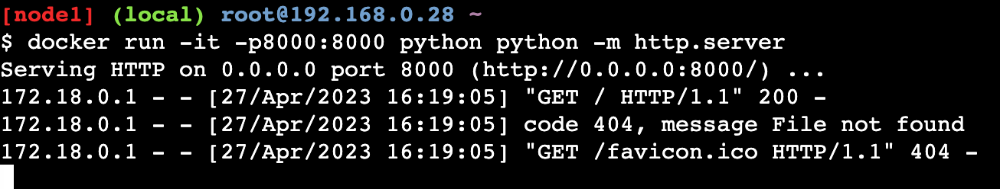 [node1] (local) root@192.168.0.28 ~
$ docker run -it -p8000:8000 python python -m http.server
Serving HTTP on 0.0.0.0 port 8000 (http://0.0.0.0:8000/) ...
172.18.0.1 - - [27/Apr/2023 16:19:05] "GET / HTTP/1.1" 200 -
172.18.0.1 - - [27/Apr/2023 16:19:05] code 404, message File not found
172.18.0.1 - - [27/Apr/2023 16:19:05] "GET /favicon.ico HTTP/1.1" 404 -